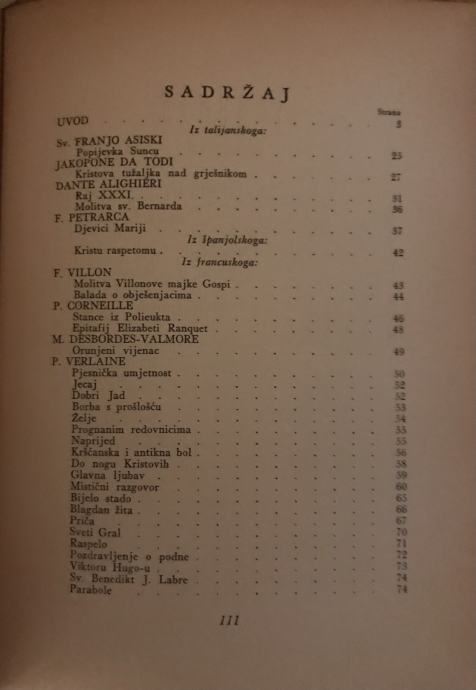 SADRŽAJ
Strana
UVOD . . . . . . . . . . . . 5
Iz talijanskoga:
Sv. FRANJO ASISKI
Popijevka Suncu . . . . . . . . . 25
JAKOPONE DA TODI
Kristova tužaljka nad grješnikom . . . . . . 27
DANTE ALIGHIERI
Raj XXXI. . . . . . . . . . . 31
Molitva sv. Bernarda . . . . . . . . 36
F. PETRARCA
Djevici Mariji . . . . . . . . . 37
Iz španjolskoga:
Kristu raspetomu . . . . . . . . . 42
Iz francuskoga:
F. VILLON
Molitva Villonove majke Gospi . . . . . . . 43
Balada o obješenjacima . . . . . . . . 44
P. CORNEILLE
Stance iz Polieukta . . . . . . . . 46
Epitafij Elizabeti Ranquet . . . . . . . 48
M. DESBORDES-VALMORE
Orunjeni vijenac . . . . . . . . 49
P. VERLAINE
Pjesnička umjetnost . . . . . . . . 50
Jecaj . . . . . . . . . . 52
Dobri Jad . . . . . . . . . 52
Borba s prošlošću . . . . . . . . 53
Želje . . . . . . . . . . 54
Prognanim redovnicima . . . . . . . . 55
Naprijed . . . . . . . . . 55
Kršćanska i antikna bol . . . . . . . . 56
Do nogu Kristovih . . . . . . . . 58
Glavna ljubav . . . . . . . . . 59
Mistični razgovor . . . . . . . . 60
Bijelo stado . . . . . . . . . 65
Blagdan žita . . . . . . . . . 66
Priča . . . . . . . . . . 67
Sveti Gral . . . . . . . . . 70
Raspelo . . . . . . . . . 71
Pozdravljenje o podne . . . . . . . . 72
Viktoru Hugo-u . . . . . . . . . 73
Sv. Benedikt J. Labre . . . . . . . . 74
Parabole . . . . . . . . . 74
111